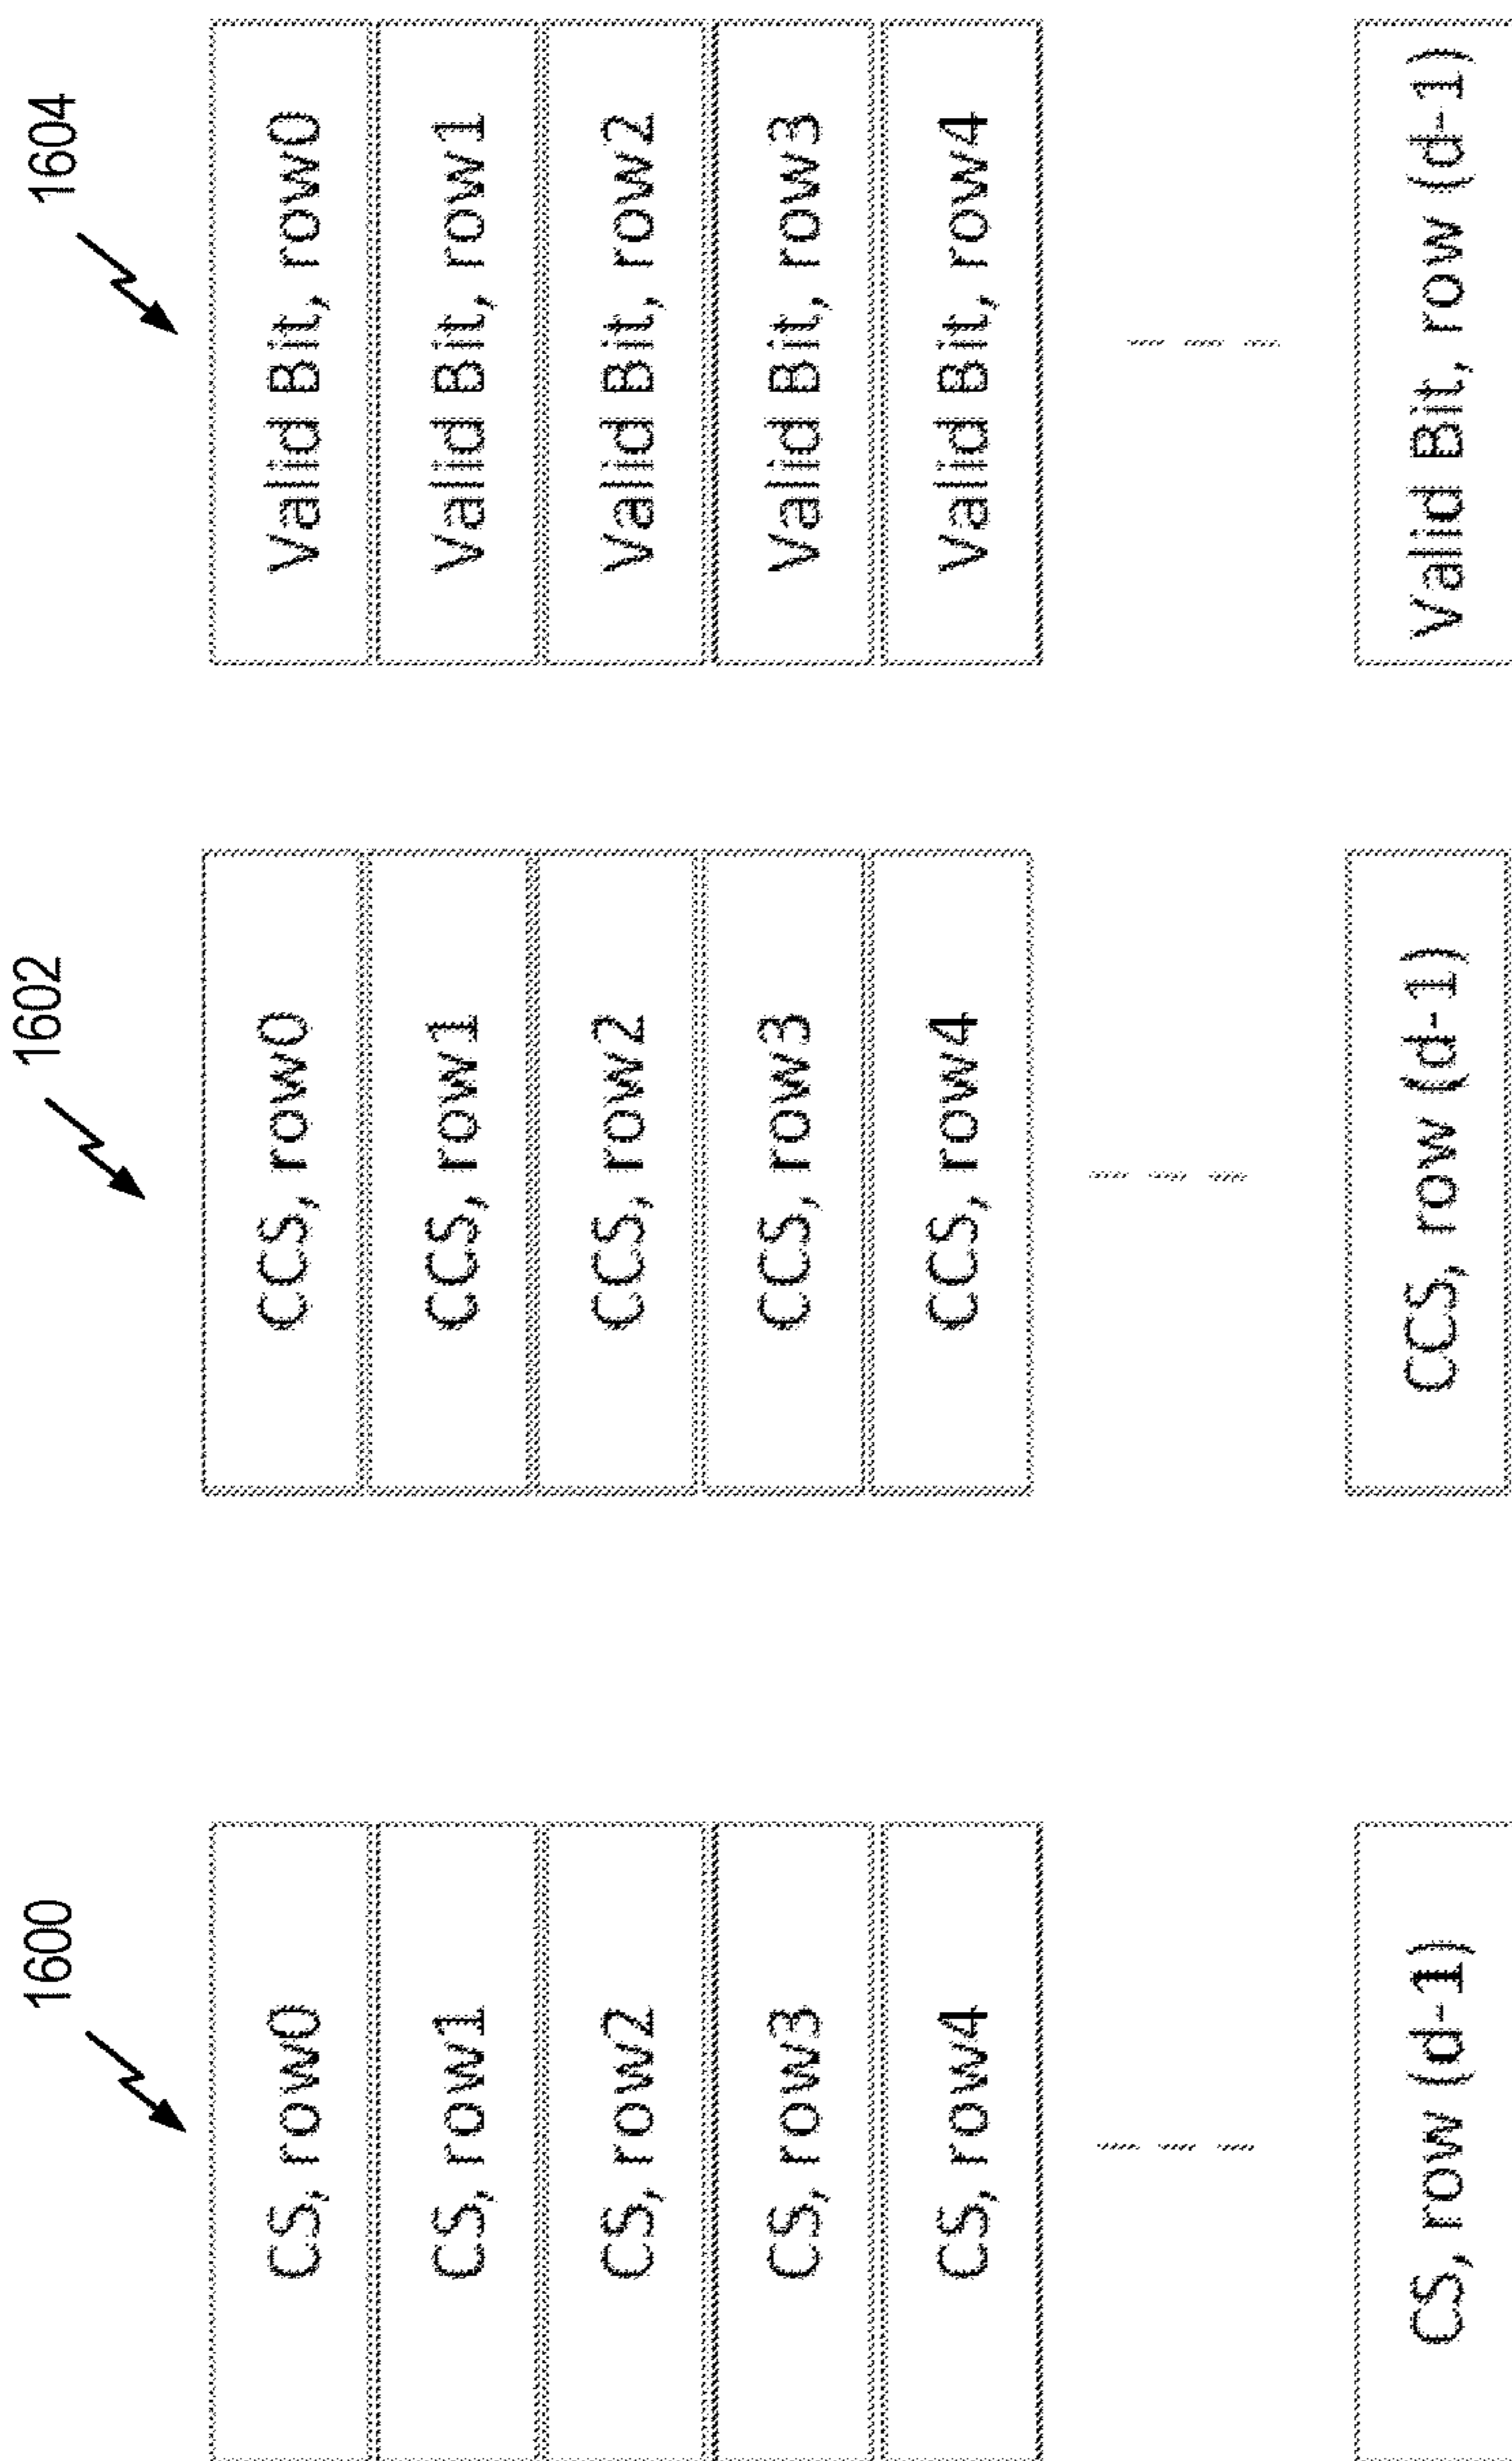 1600
CS, row0
CS, row1
CS, row2
CS, row3
CS, row4
CS, row (d-1)
1602
CCS, row0
CCS, row1
CCS, row2
CCS, row3
CCS, row4
CCS, row (d-1)
1604
Valid Bit, row0
Valid Bit, row1
Valid Bit, row2
Valid Bit, row3
Valid Bit, row4
Valid Bit, row (d-1)